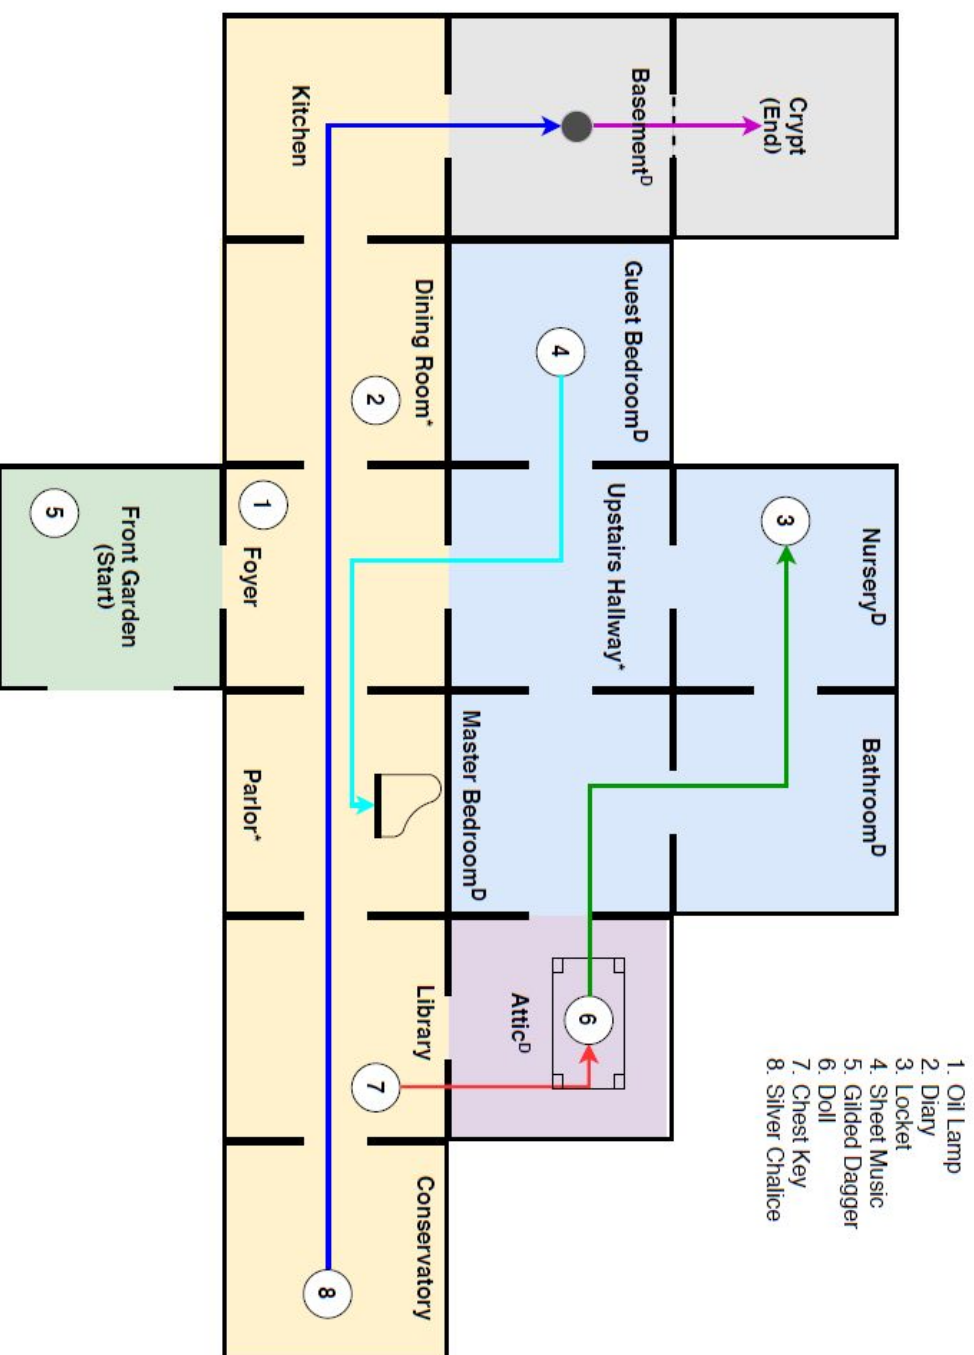 1. Oil Lamp
2. Diary
3. Locket
4. Sheet Music
5. Gilded Dagger
6. Doll
7. Chest Key
8. Silver Chalice
Crypt
(End)
Nursery^D
Bathroom^D
3
Basement^D
Guest Bedroom^D
Upstairs Hallway*
Master Bedroom^D
Attic^D
4
6
Kitchen
Dining Room*
2
Foyer
1
Parlor*
Library
7
Conservatory
8
Front Garden
(Start)
5